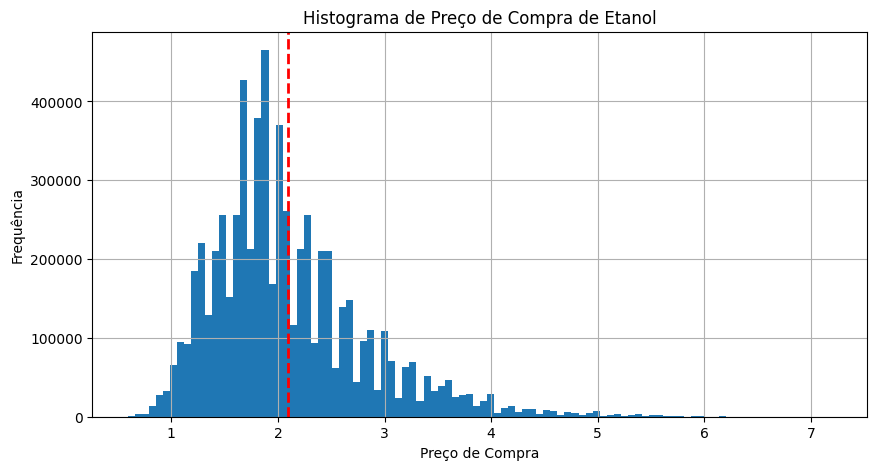 Histograma de Preço de Compra de Etanol
400000
300000
200000
100000
0
Frequência
1 2 3 4 5 6 7
Preço de Compra